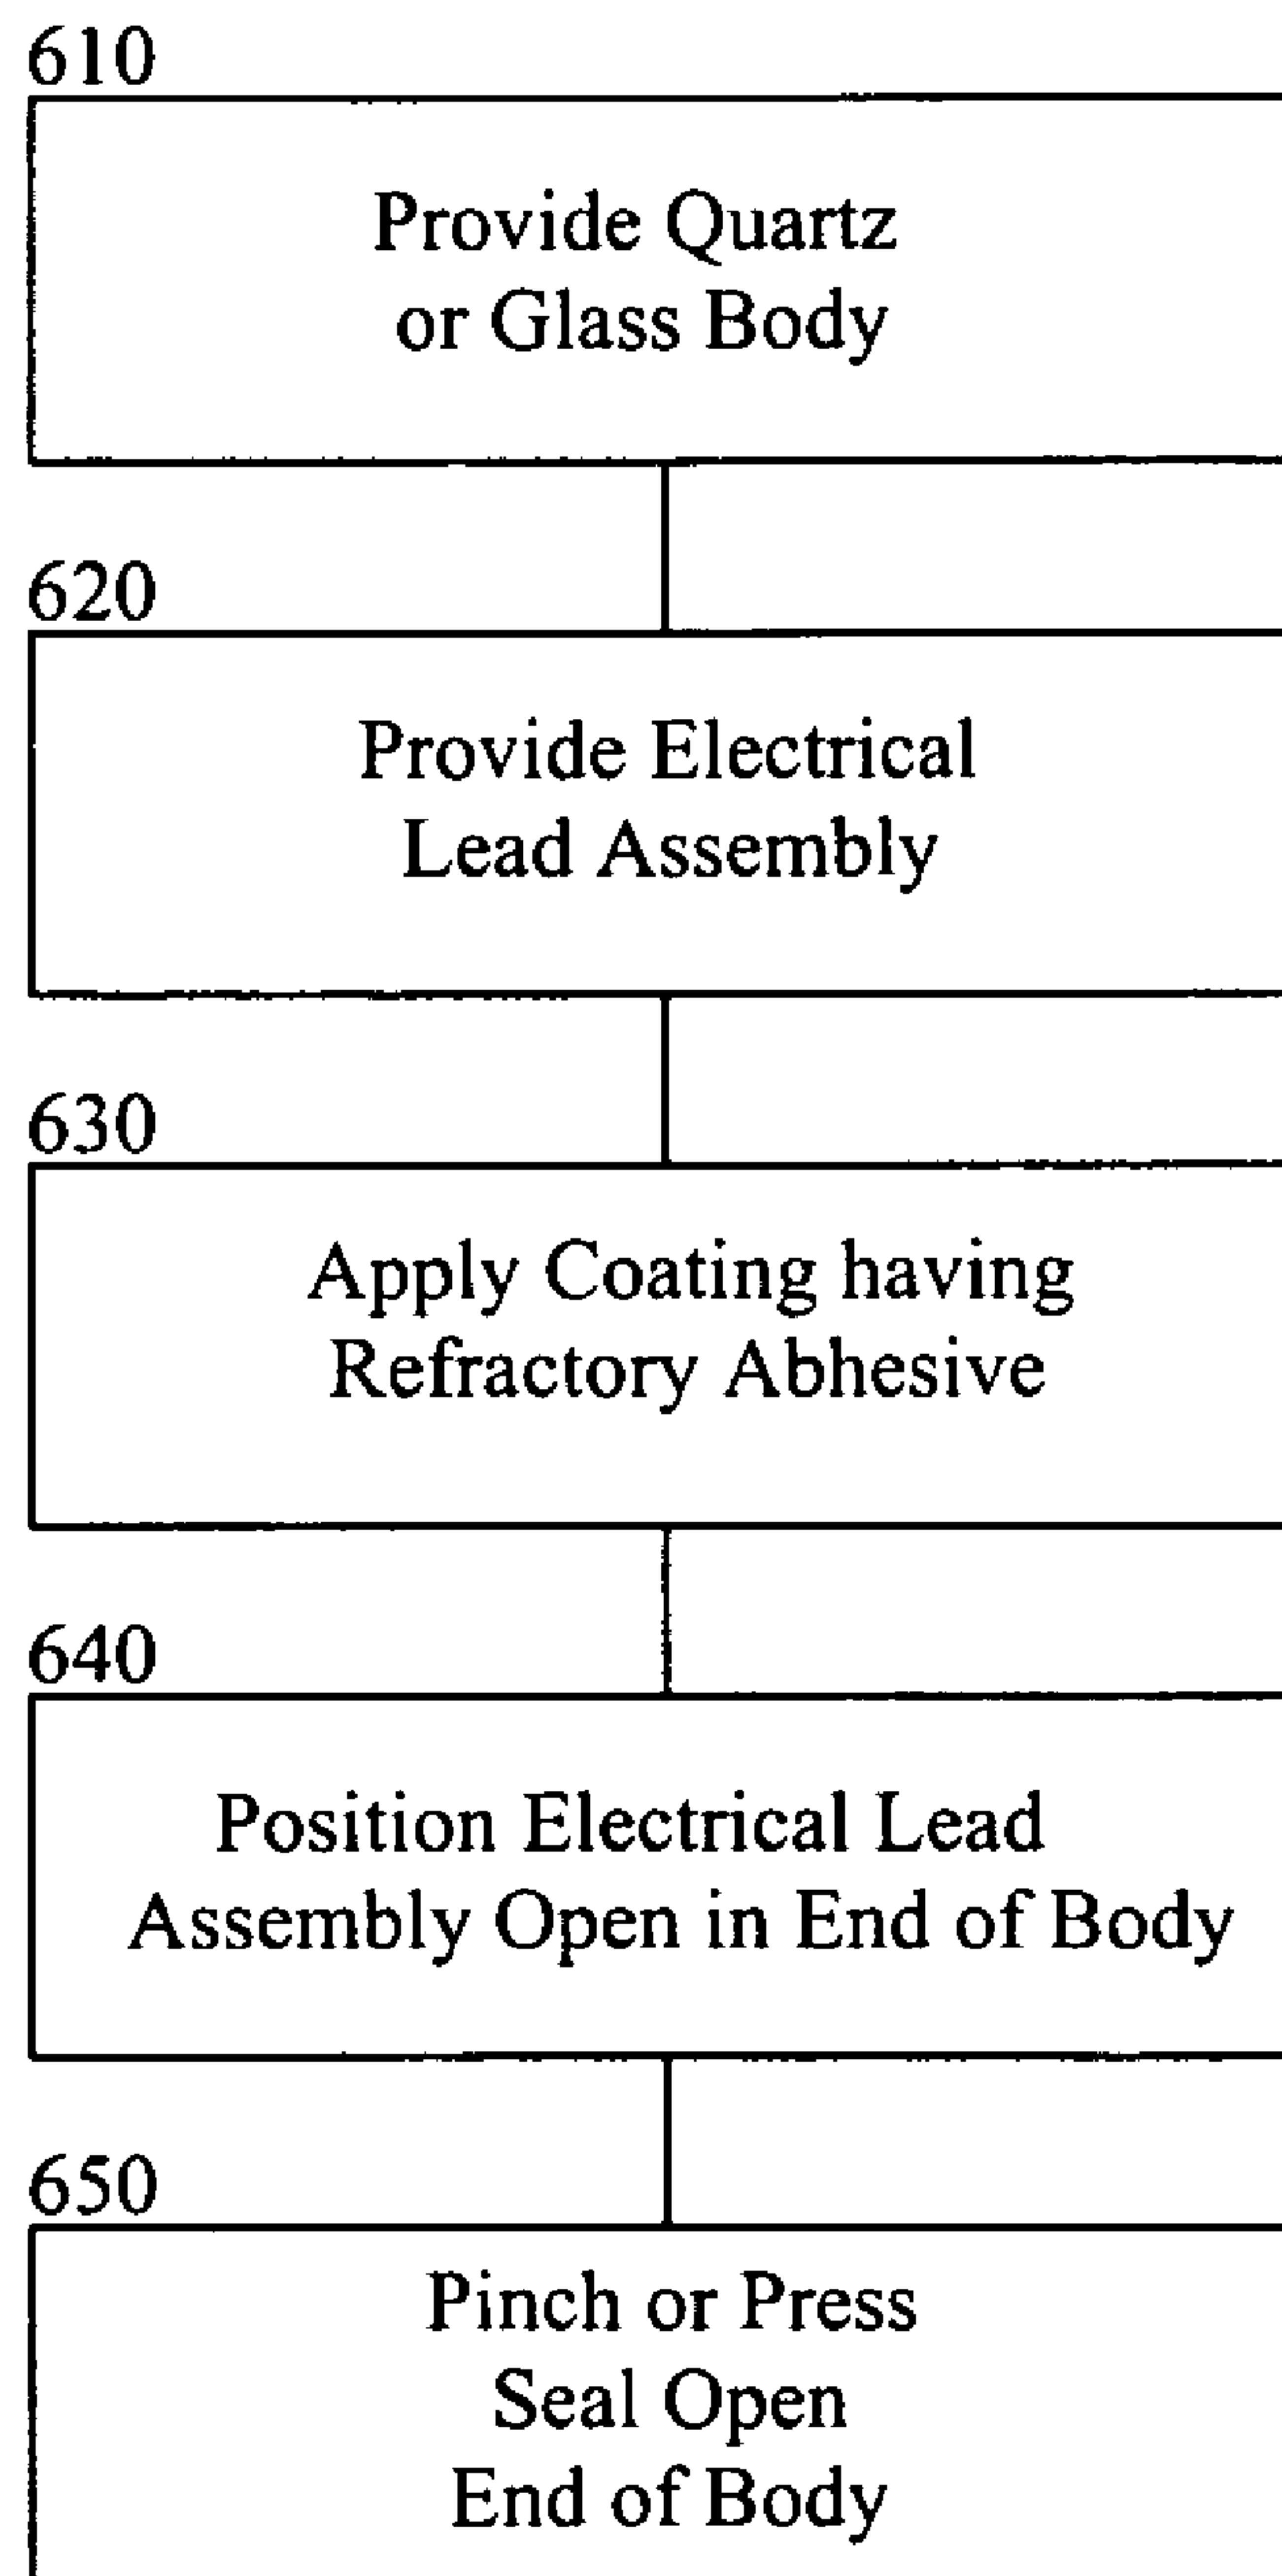 610
Provide Quartz
or Glass Body
620
Provide Electrical
Lead Assembly
630
Apply Coating having
Refractory Abhesive
640
Position Electrical Lead
Assembly Open in End of Body
650
Pinch or Press
Seal Open
End of Body